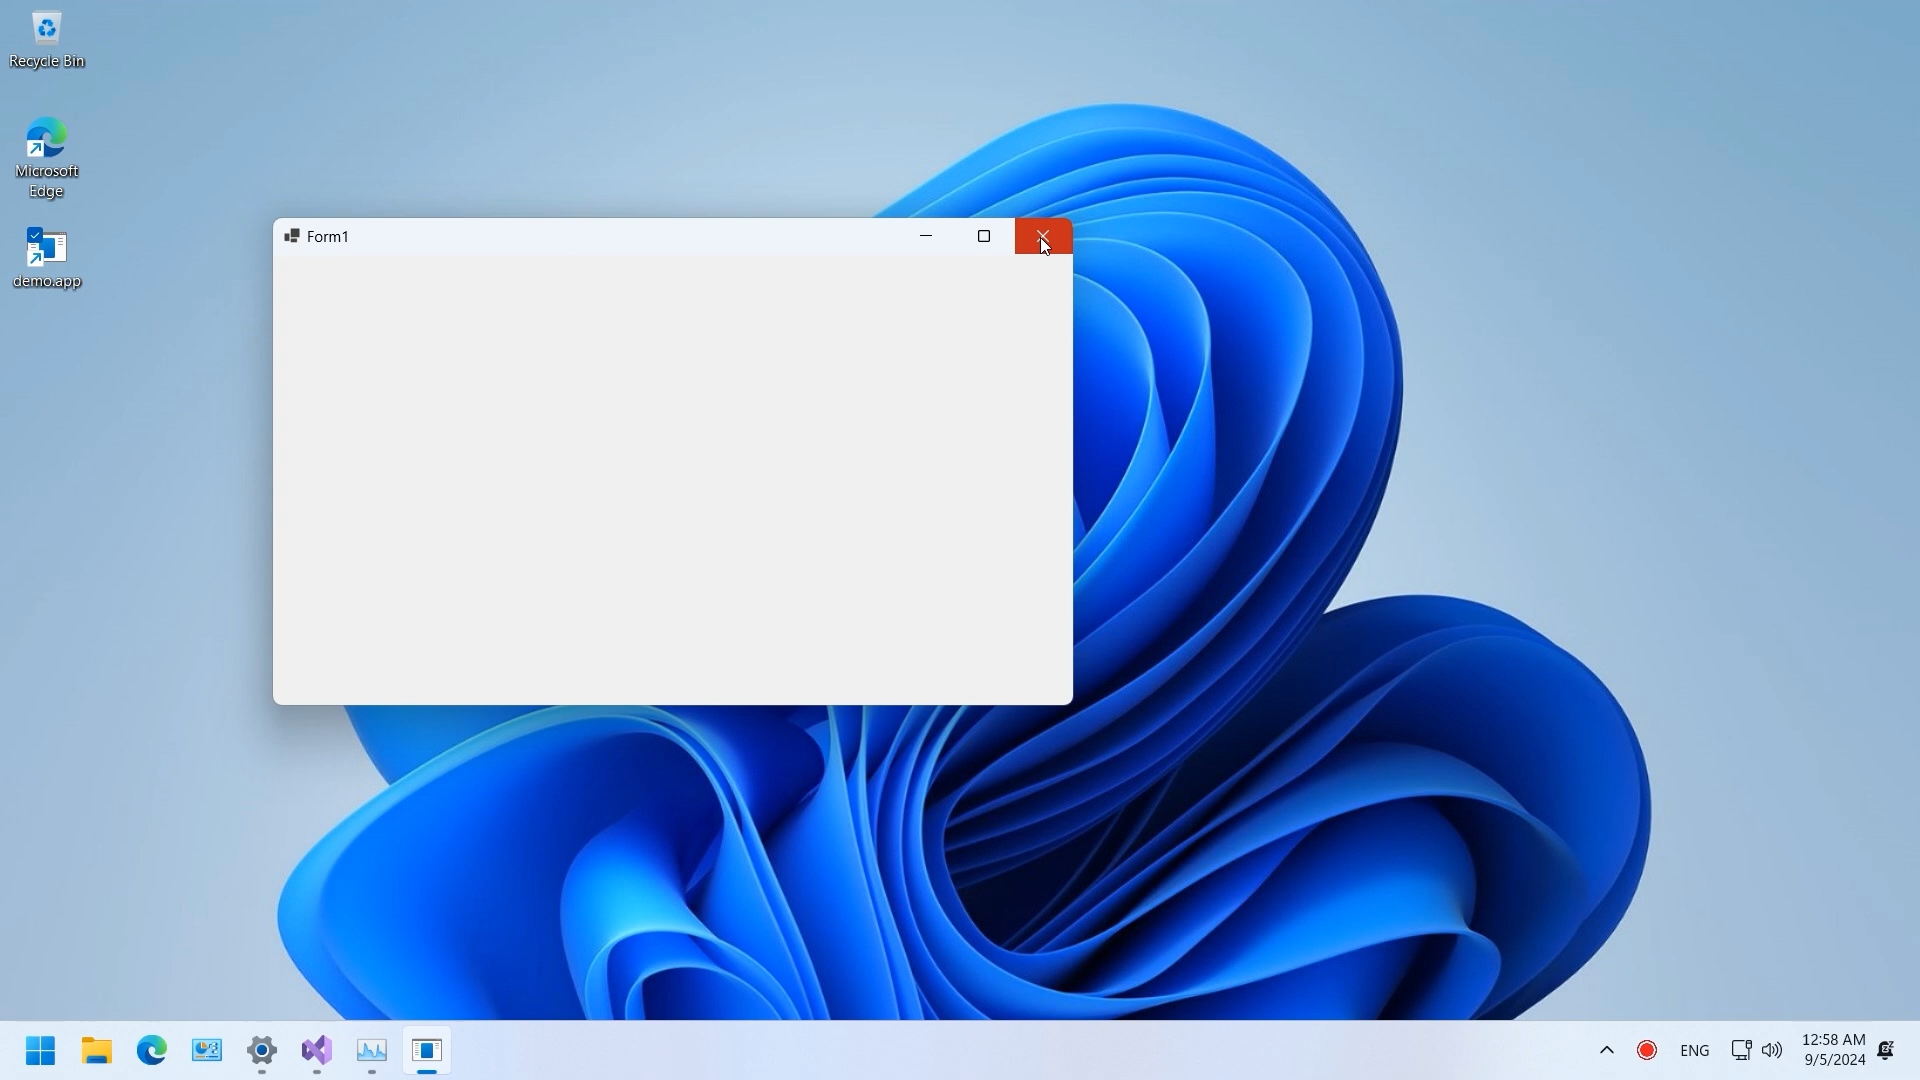 Recycle Bin
Microsoft
Edge
demo.app
Form1
ENG
12:58 AM
9/5/2024